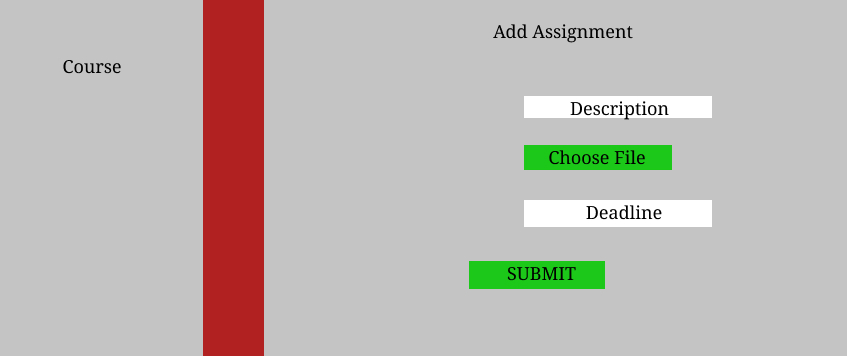 Course
Add Assignment
Description
Choose File
Deadline
SUBMIT